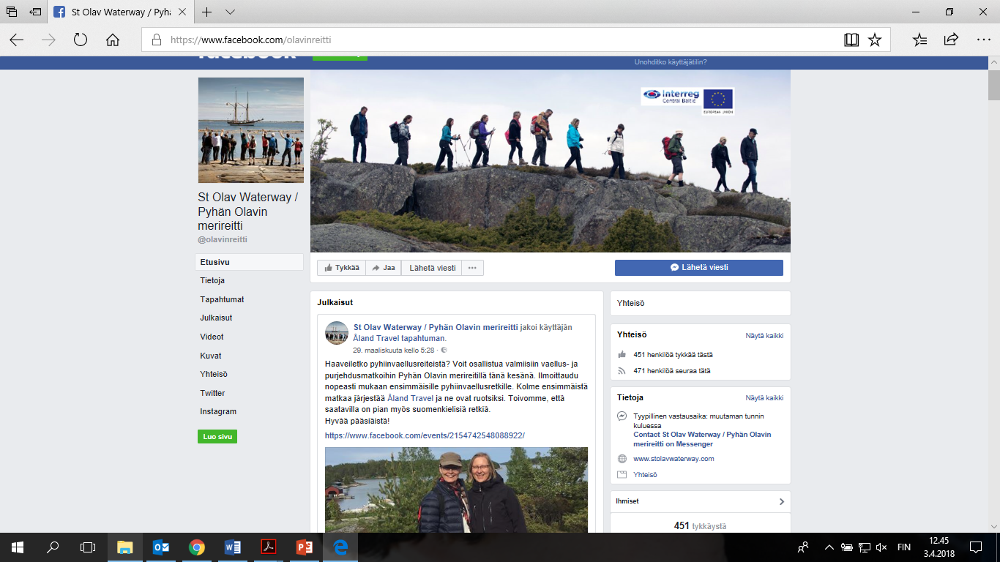 St Olav Waterway / Pyhä
https://www.facebook.com/olavinreitti
facebook
Unohditko käyttäjätilin?
Interreg
Central Baltic
EUROPEAN UNION
St Olav Waterway /
Pyhän Olavin
merireitti
@olavinreitti
Etusivu
Tietoja
Tapahtumat
Julkaisut
Videot
Kuvat
Yhteisö
Twitter
Instagram
Luo sivu
Tykkää
Jaa
Lähetä viesti
Lähetä viesti
Julkaisut
St Olav Waterway / Pyhän Olavin merireitti jakoi käyttäjän
Åland Travel tapahtuman.
29. maaliskuuta kello 5:28 ·
Haaveiletko pyhiinvaellusreiteistä? Voit osallistua valmiisiin vaellus- ja
purjehdusmatkoihin Pyhän Olavin merireitillä tänä kesänä. Ilmoittaudu
nopeasti mukaan ensimmäisille pyhiinvaellusretkille. Kolme ensimmäistä
matkaa järjestää Åland Travel ja ne ovat ruotsiksi. Toivomme, että
saatavilla on pian myös suomenkielisiä retkiä.
Hyvää pääsiäistä!
https://www.facebook.com/events/2154742548088922/
Yhteisö
Yhteisö
Näytä kaikki
451 henkilöä tykkää tästä
471 henkilöä seuraa tätä
Tietoja
Näytä kaikki
Tyypillinen vastausaika: muutaman tunnin
kuluessa
Contact St Olav Waterway / Pyhän Olavin
merireitti on Messenger
www.stolavwaterway.com
Yhteisö
Ihmiset
451 tykkäystä
FIN
12.45
3.4.2018